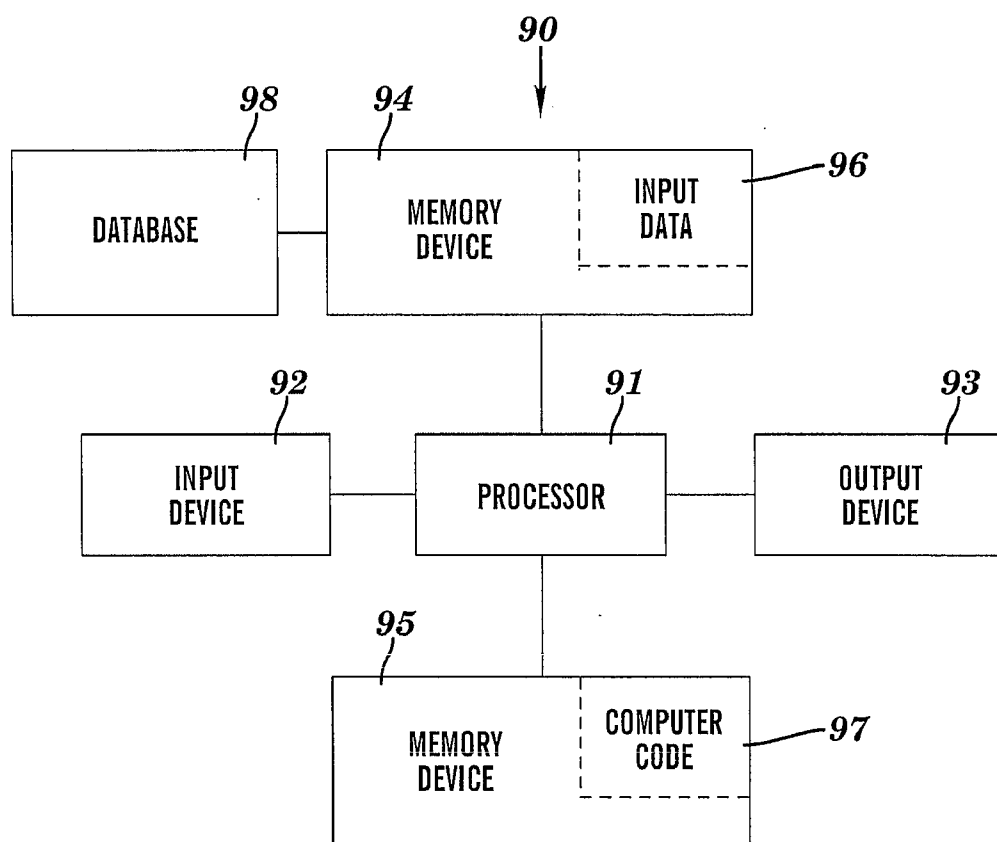 90
98
94
96
DATABASE
MEMORY
DEVICE
INPUT
DATA
92
91
93
INPUT
DEVICE
PROCESSOR
OUTPUT
DEVICE
95
97
MEMORY
DEVICE
COMPUTER
CODE